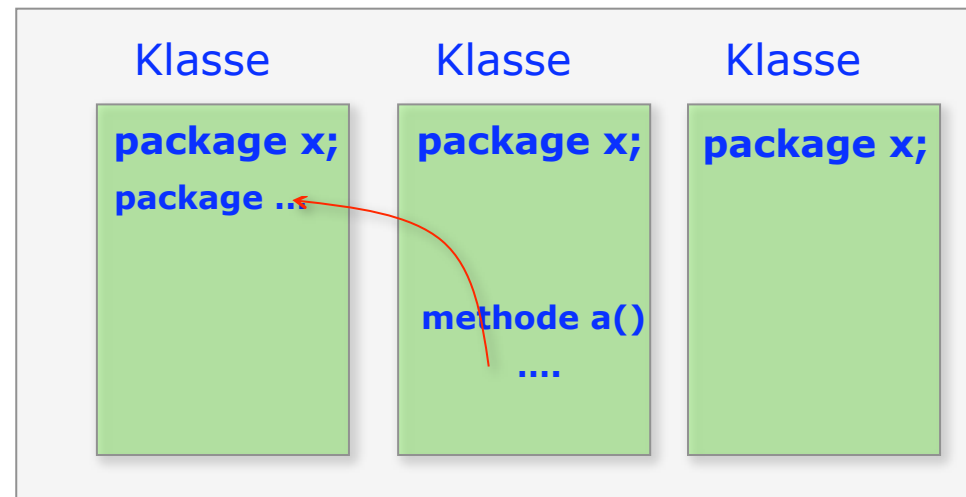 Klasse
Klasse
Klasse
package x;
package ...
package x;
methode a()
....
package x;